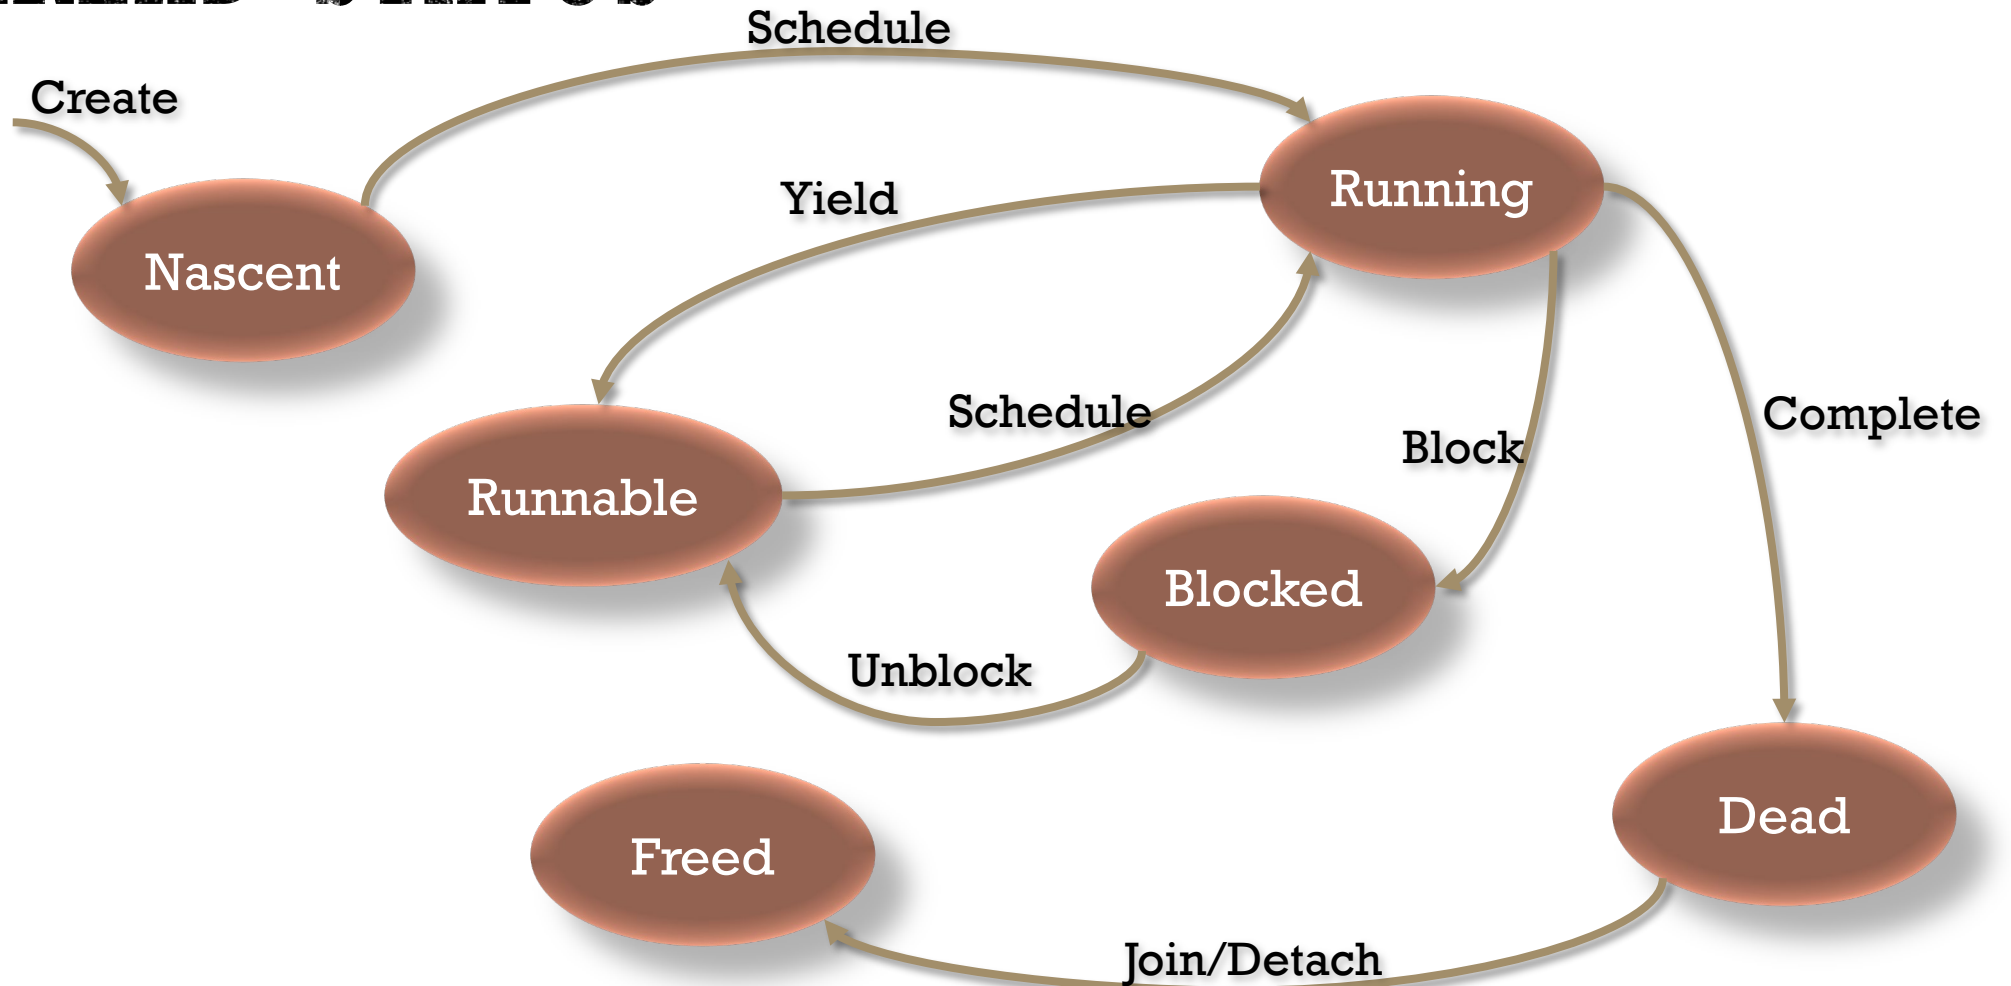 Schedule
Create
Running
Yield
Nascent
Schedule
Complete
Block
Runnable
Blocked
Unblock
Dead
Freed
Join/Detach